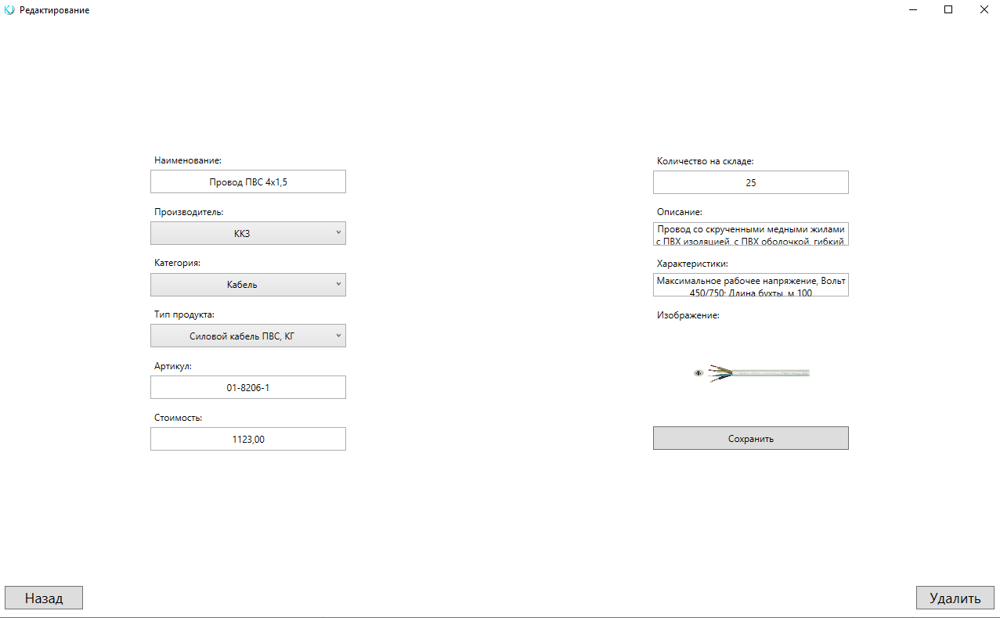 Редактирование
Наименование:
Провод ПВС 4х1,5
Производитель:
ККЗ
Категория:
Кабель
Тип продукта:
Силовой кабель ПВС, КГ
Артикул:
01-8206-1
Стоимость:
1123,00
Количество на складе:
25
Описание:
Провод со скрученными медными жилами
с ПВХ изоляцией, с ПВХ оболочкой, гибкий,
Характеристики:
Максимальное рабочее напряжение, Вольт
450/750; Длина бухты, м 100
Изображение:
Сохранить
Назад
Удалить